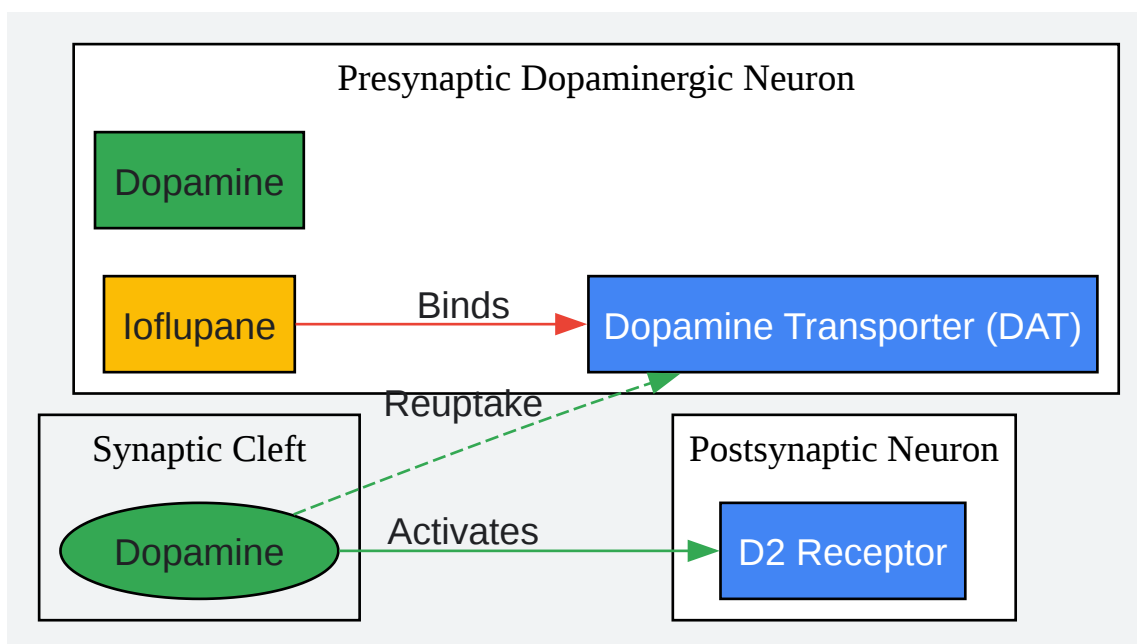 Presynaptic Dopaminergic Neuron
Dopamine
Ioflupane
Binds
Dopamine Transporter (DAT)
Reuptake
Synaptic Cleft
Postsynaptic Neuron
Dopamine
Activates
D2 Receptor